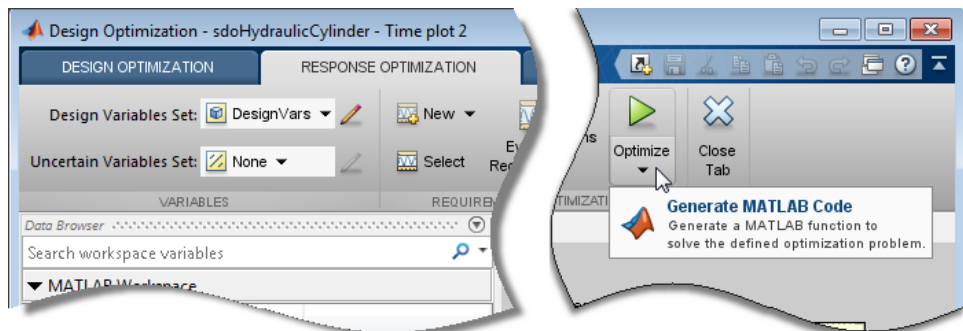 Design Optimization - sdoHydraulicCylinder - Time plot 2
DESIGN OPTIMIZATION
RESPONSE OPTIMIZATION
Design Variables Set: DesignVars
New
Uncertain Variables Set: None
Select
Optimize
Close
Tab
VARIABLES
Data Browser
Search workspace variables
MATLAB Workspace
Generate MATLAB Code
Generate a MATLAB function to
solve the defined optimization problem.